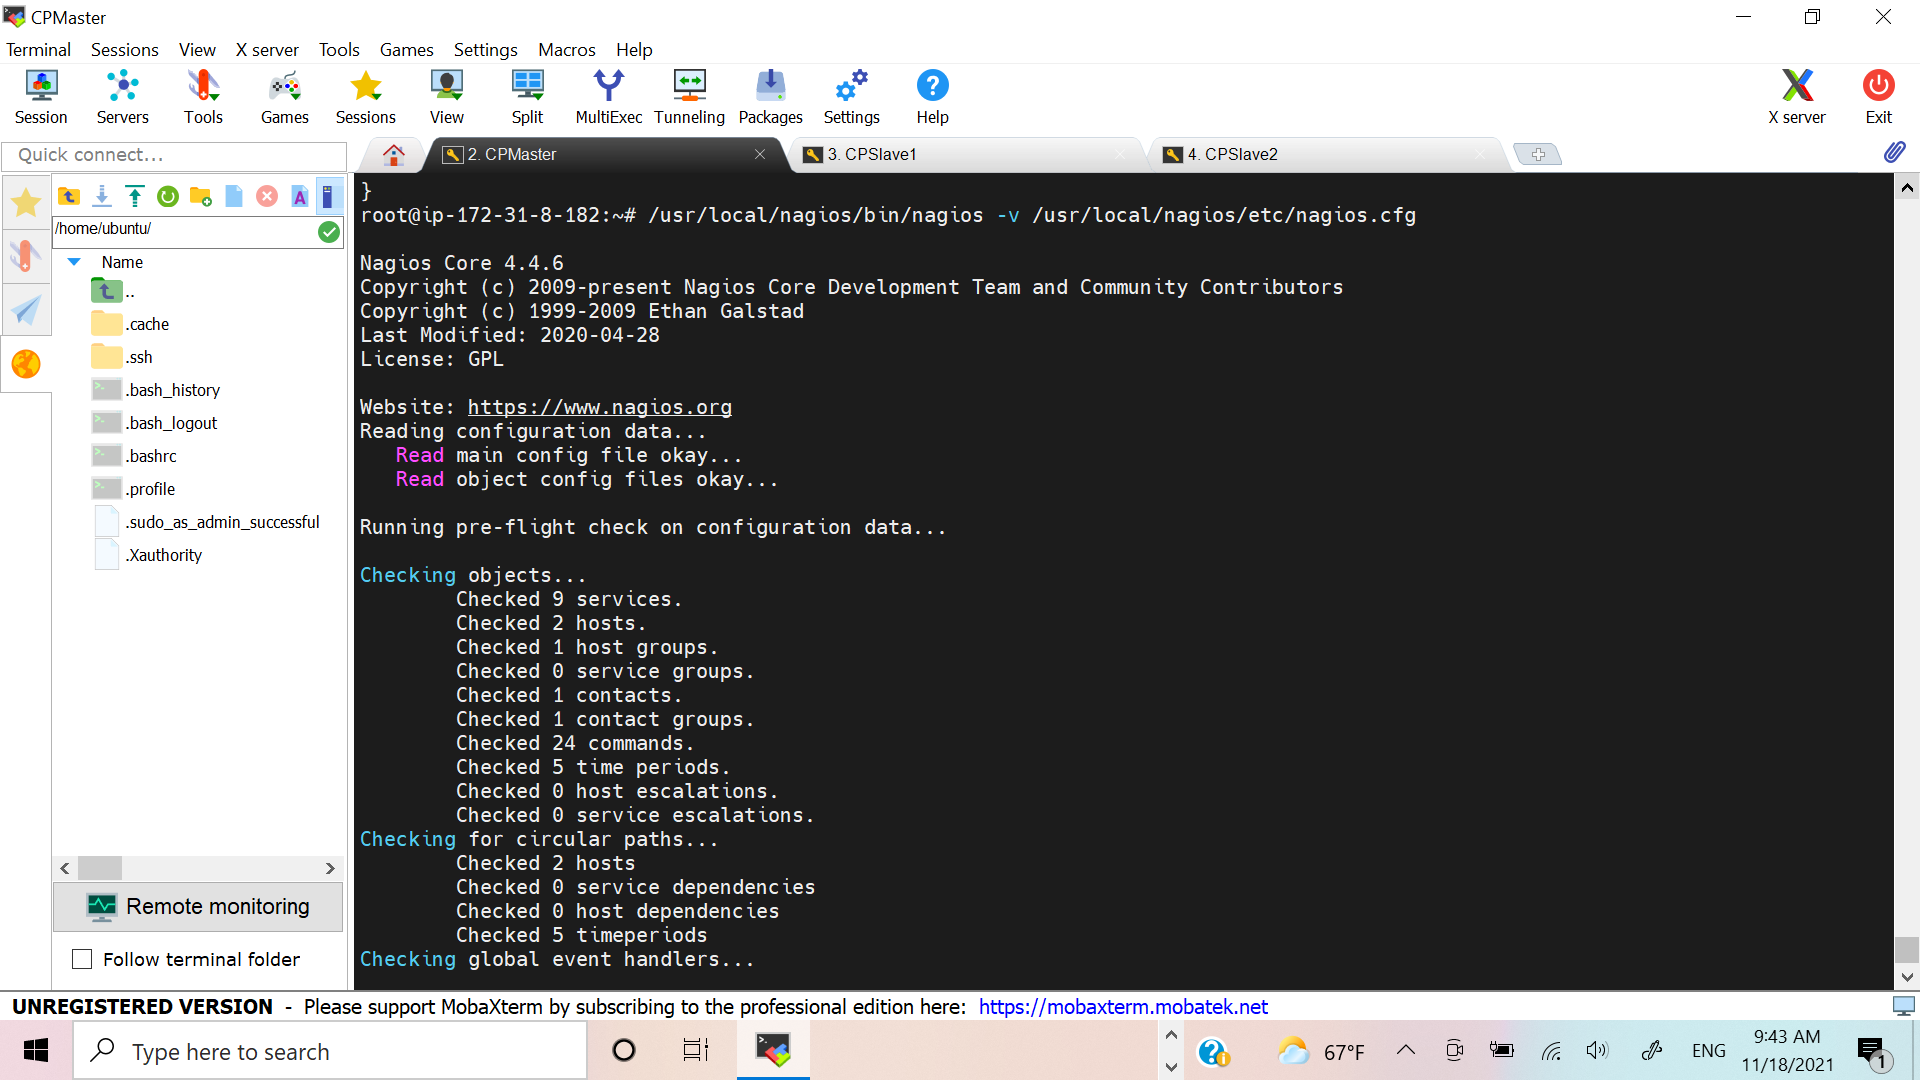 CPMaster
Terminal Sessions View X server Tools Games Settings Macros Help
Session Servers Tools Games Sessions View Split MultiExec Tunneling Packages Settings Help X server Exit
Quick connect...
2. CPMaster
3. CPSlave1
4. CPSlave2
/home/ubuntu/
Name
..
.cache
.ssh
.bash_history
.bash_logout
.bashrc
.profile
.sudo_as_admin_successful
.Xauthority
Remote monitoring
Follow terminal folder
}
root@ip-172-31-8-182:~# /usr/local/nagios/bin/nagios -v /usr/local/nagios/etc/nagios.cfg
Nagios Core 4.4.6
Copyright (c) 2009-present Nagios Core Development Team and Community Contributors
Copyright (c) 1999-2009 Ethan Galstad
Last Modified: 2020-04-28
License: GPL
Website: https://www.nagios.org
Reading configuration data...
Read main config file okay...
Read object config files okay...
Running pre-flight check on configuration data...
Checking objects...
Checked 9 services.
Checked 2 hosts.
Checked 1 host groups.
Checked 0 service groups.
Checked 1 contacts.
Checked 1 contact groups.
Checked 24 commands.
Checked 5 time periods.
Checked 0 host escalations.
Checked 0 service escalations.
Checking for circular paths...
Checked 2 hosts
Checked 0 service dependencies
Checked 0 host dependencies
Checked 5 timeperiods
Checking global event handlers...
UNREGISTERED VERSION - Please support MobaXterm by subscribing to the professional edition here: https://mobaxterm.mobatek.net
Type here to search
67°F
ENG
9:43 AM
11/18/2021
1